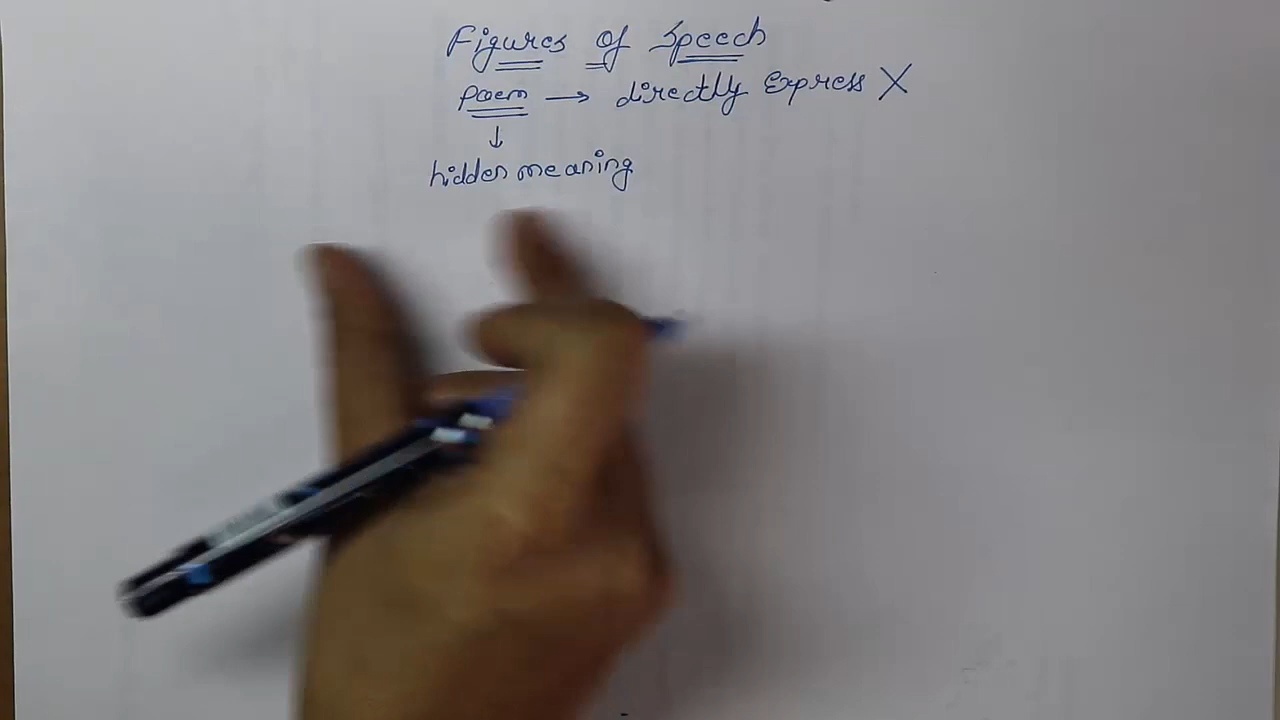 Figures of Speech
Poem → directly Express X
↓
hidden meaning